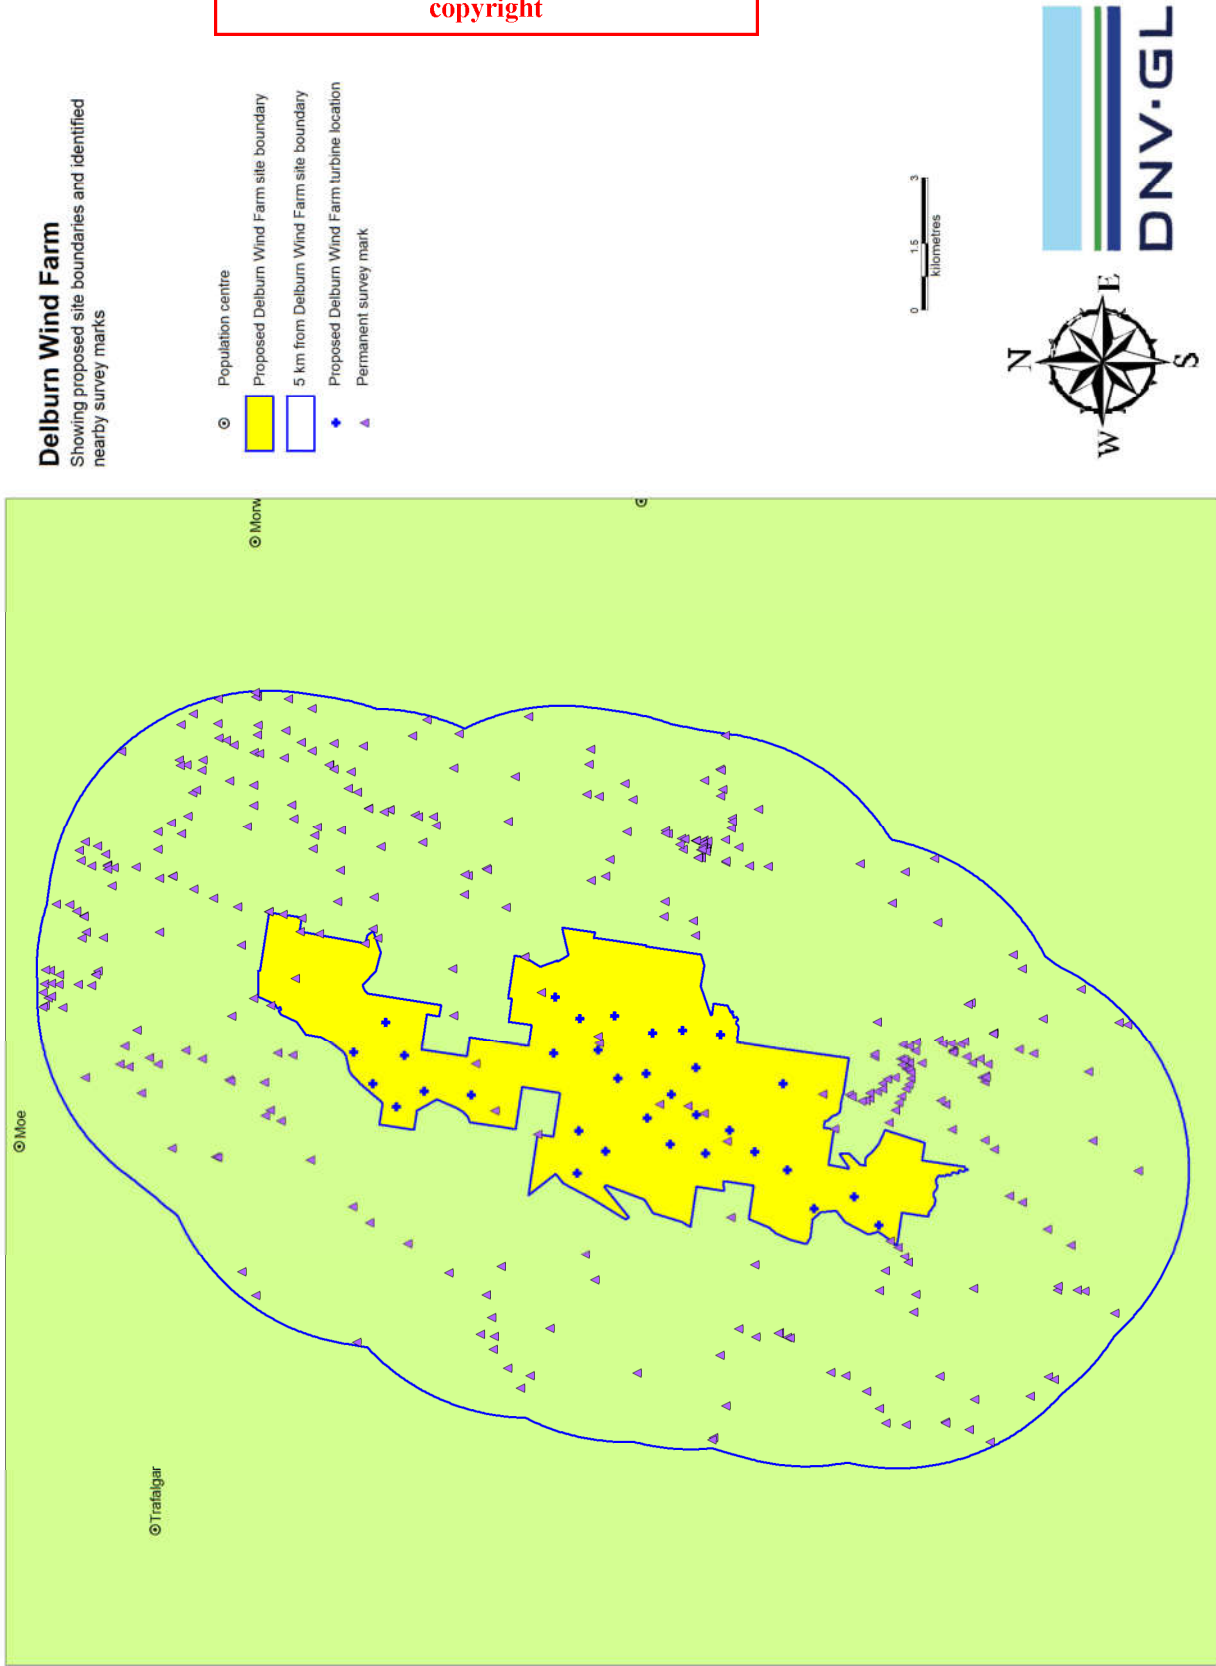 copyright
Delburn Wind Farm
Showing proposed site boundaries and identified
nearby survey marks
Population centre
Proposed Delburn Wind Farm site boundary
5 km from Delburn Wind Farm site boundary
Proposed Delburn Wind Farm turbine location
Permanent survey mark
0 1.5 3
kilometres
N
W E
S
DNV·GL
Moe
Morw
Trafalgar